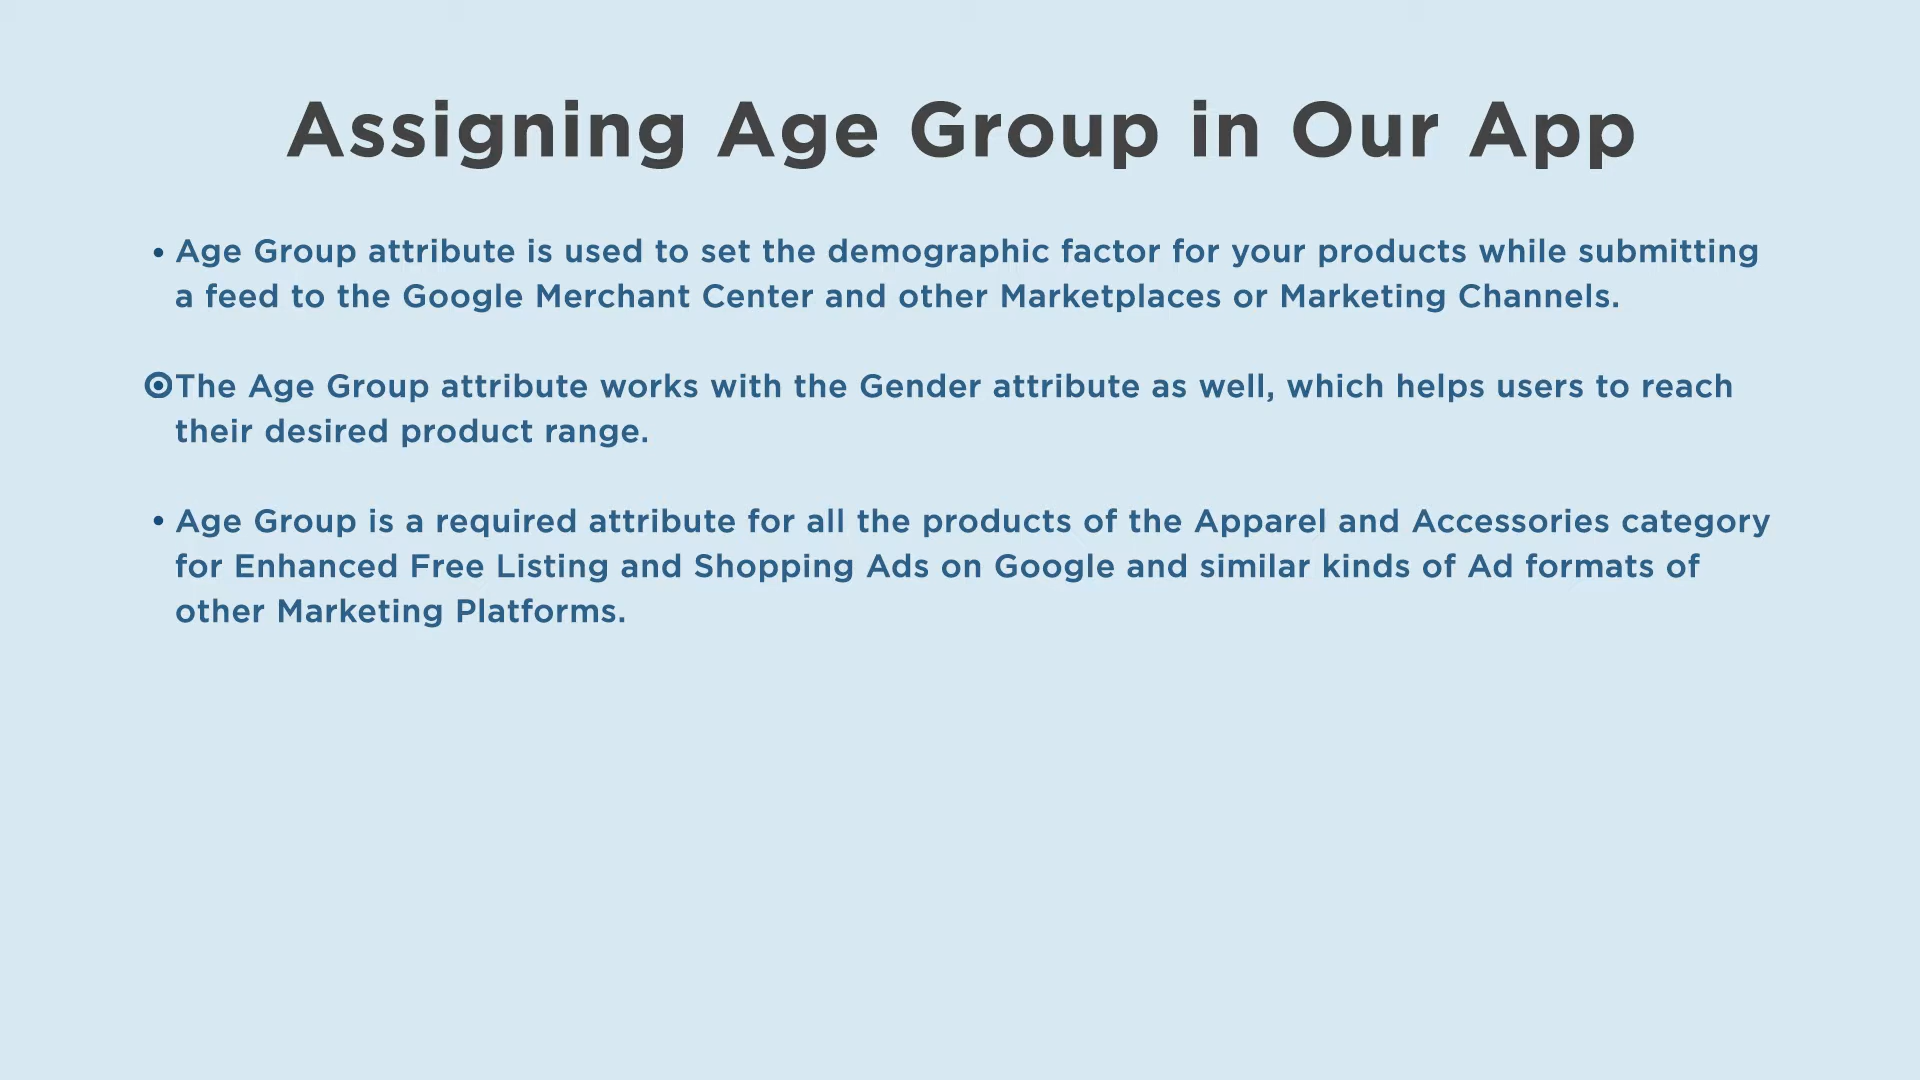 Assigning Age Group in Our App
• Age Group attribute is used to set the demographic factor for your products while submitting
a feed to the Google Merchant Center and other Marketplaces or Marketing Channels.
⦿The Age Group attribute works with the Gender attribute as well, which helps users to reach
their desired product range.
• Age Group is a required attribute for all the products of the Apparel and Accessories category
for Enhanced Free Listing and Shopping Ads on Google and similar kinds of Ad formats of
other Marketing Platforms.